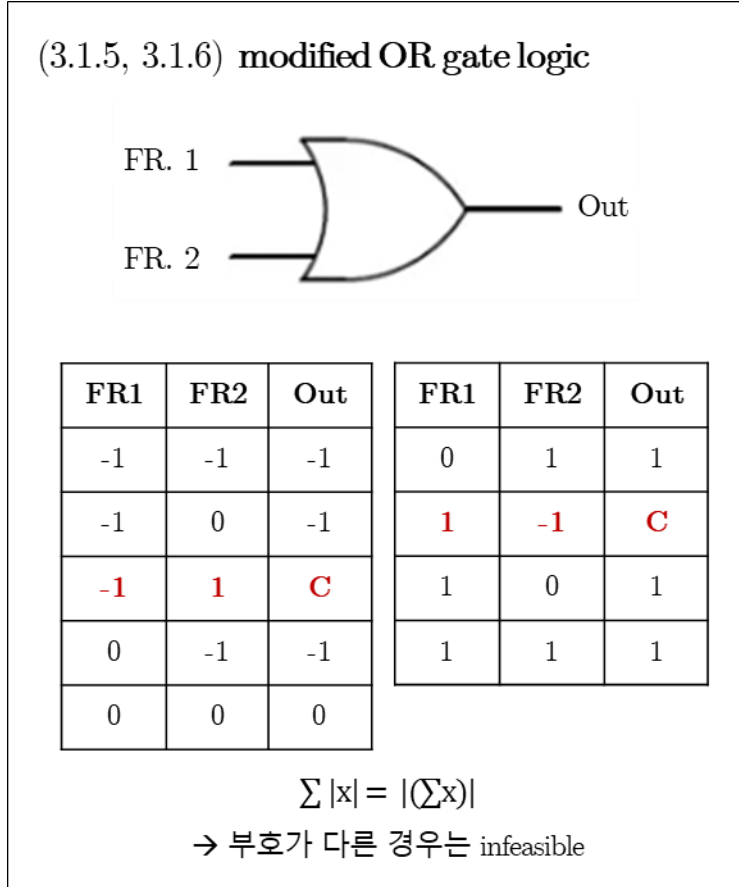 (3.1.5, 3.1.6) modified OR gate logic
FR. 1
Out
FR. 2
FR1 FR2 Out
-1 -1 -1
-1 0 -1
-1 1 C
0 -1 -1
0 0 0
FR1 FR2 Out
0 1 1
1 -1 C
1 0 1
1 1 1
∑ |x| = |(∑x)|
→ 부호가 다른 경우는 infeasible